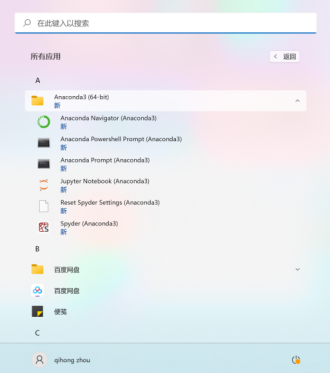 在此键入以搜索
所有应用
返回
A
Anaconda3 (64-bit)
新
Anaconda Navigator (Anaconda3)
新
Anaconda Powershell Prompt (Anaconda3)
新
Anaconda Prompt (Anaconda3)
新
Jupyter Notebook (Anaconda3)
新
Reset Spyder Settings (Anaconda3)
新
Spyder (Anaconda3)
新
B
百度网盘
百度网盘
便笺
C
qihong zhou